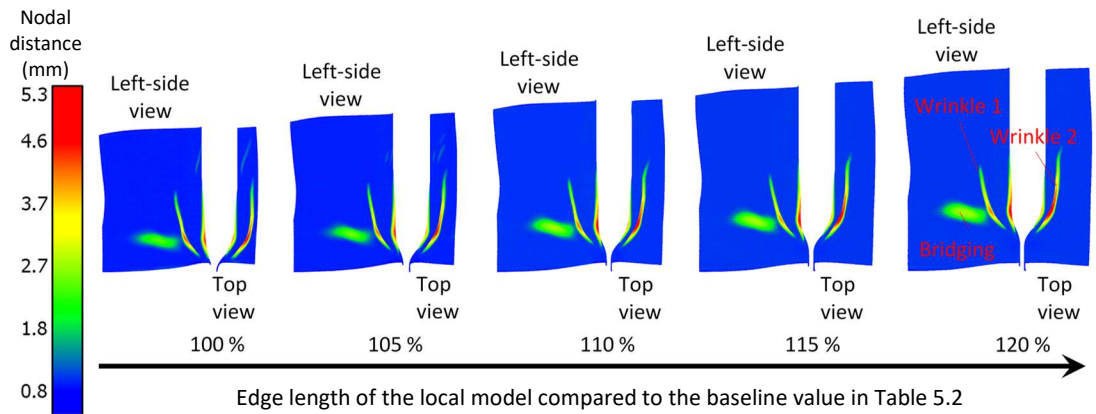 Nodal
distance
(mm)
5.3
4.6
3.7
2.7
1.8
0.8
Left-side
view
Top
view
100 %
Left-side
view
Top
view
105 %
Left-side
view
Top
view
110 %
Left-side
view
Top
view
115 %
Left-side
view
Wrinkle 1
Wrinkle 2
Bridging
Top
view
120 %
Edge length of the local model compared to the baseline value in Table 5.2